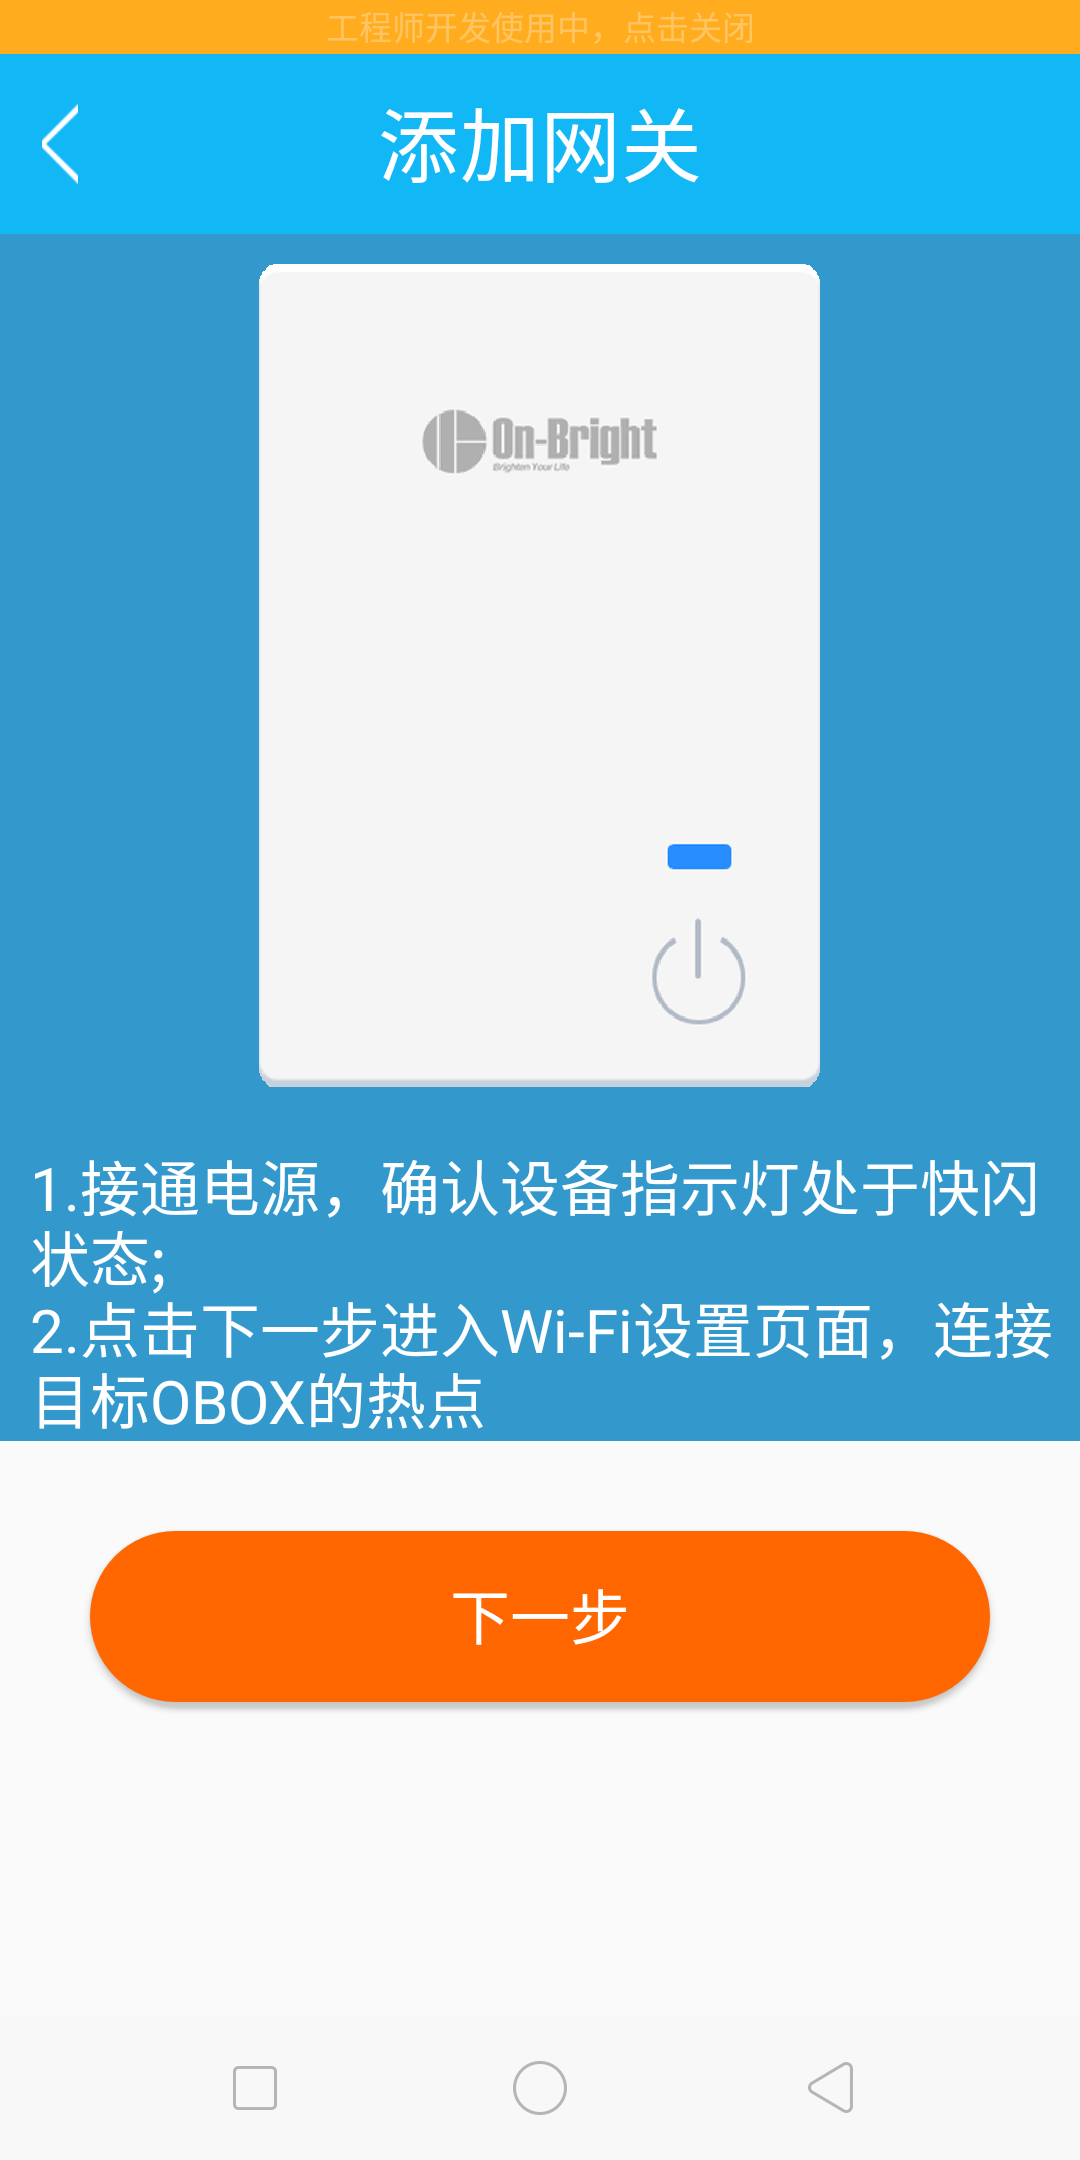 工程师开发使用中，点击关闭
添加网关
On-Bright
Brighten Your Life
1.接通电源，确认设备指示灯处于快闪
状态;
2.点击下一步进入Wi-Fi设置页面，连接
目标OBOX的热点
下一步